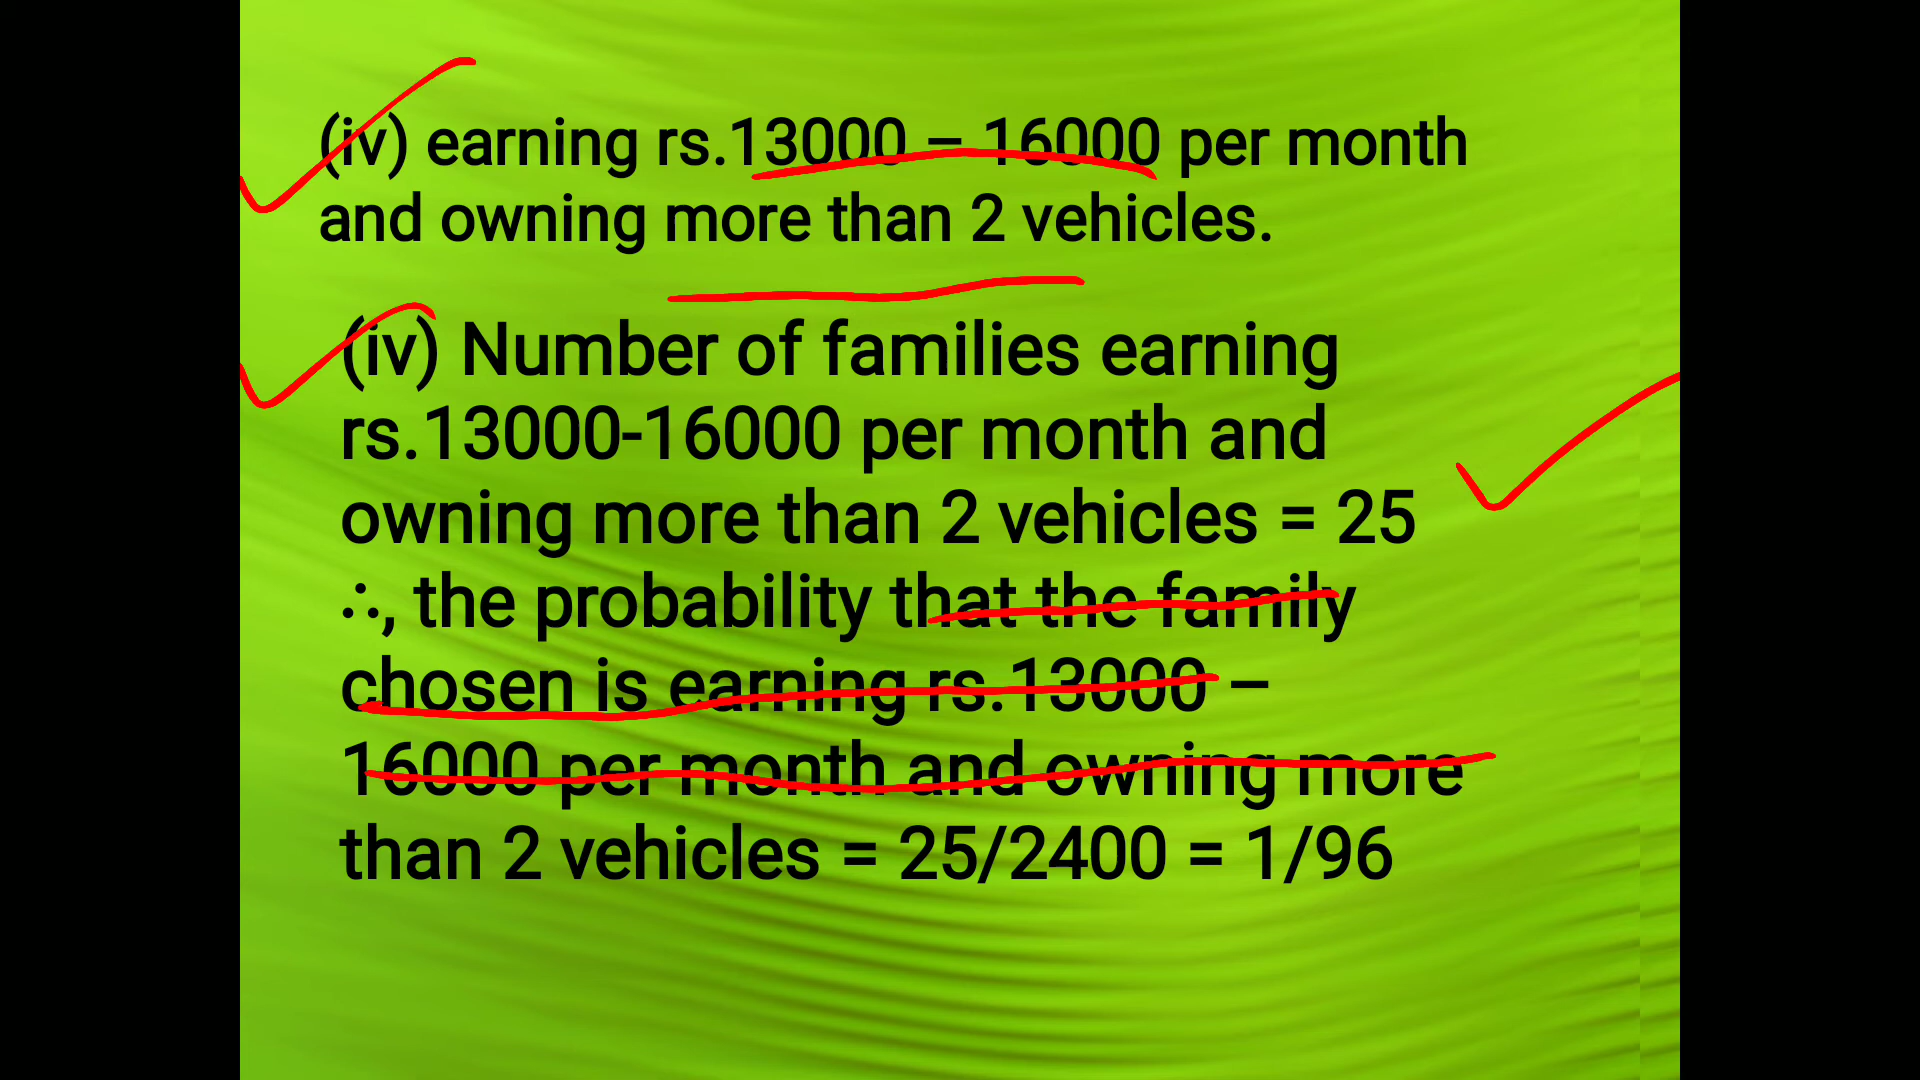 (iv) earning rs.13000 – 16000 per month
and owning more than 2 vehicles.
(iv) Number of families earning
rs.13000-16000 per month and
owning more than 2 vehicles = 25
∴, the probability that the family
chosen is earning rs.13000 –
16000 per month and owning more
than 2 vehicles = 25/2400 = 1/96